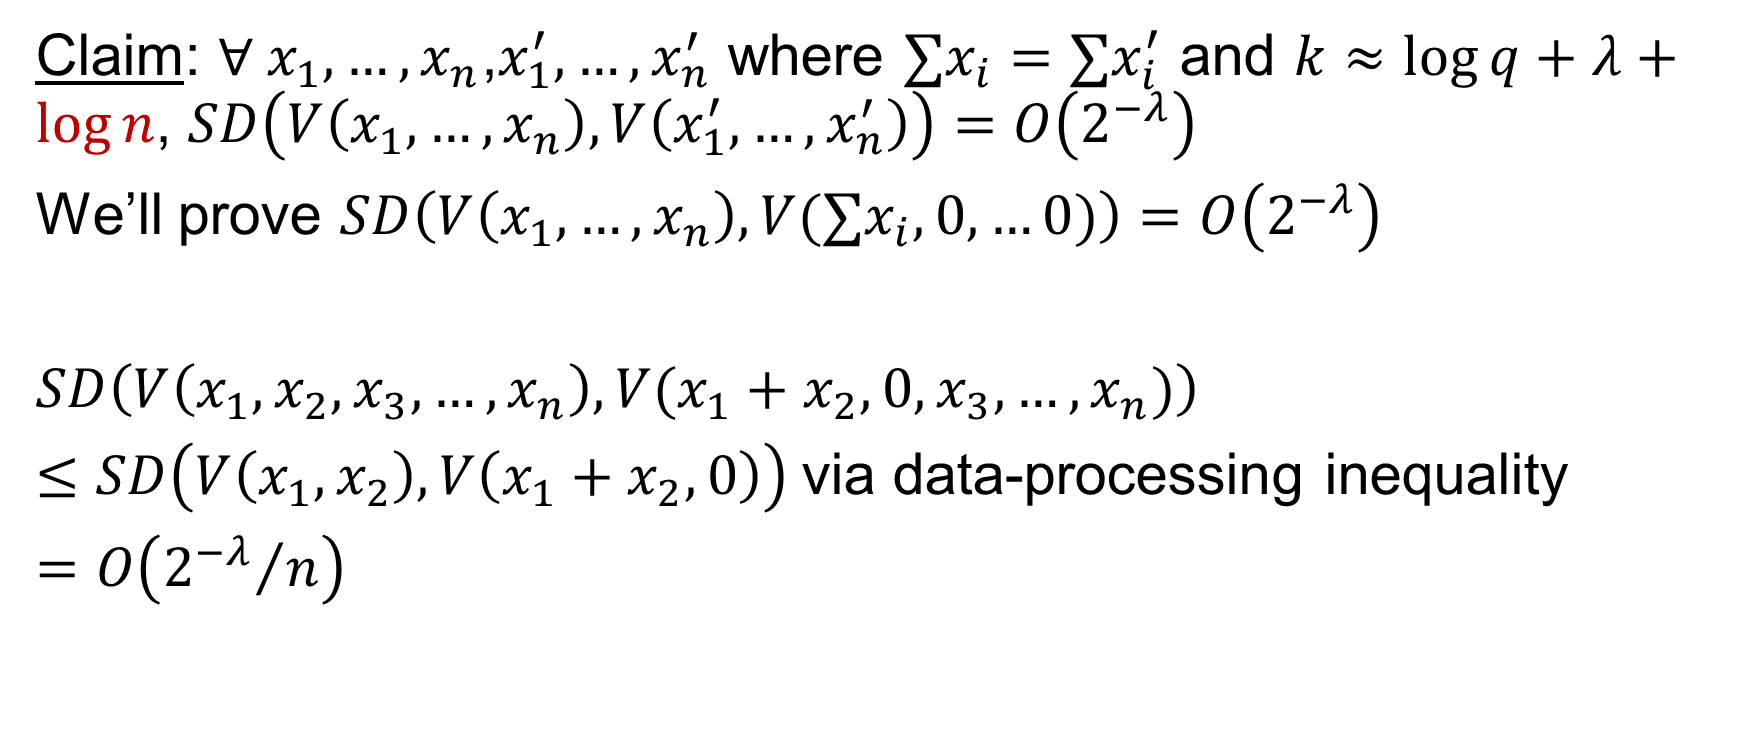 Claim: ∀ x₁, … , xₙ,x′₁, … , x′ₙ where ∑xᵢ = ∑x′ᵢ and k ≈ log q + λ +
log n, SD(V(x₁, … , xₙ), V(x′₁, … , x′ₙ)) = O(2^{−λ})
We’ll prove SD(V(x₁, … , xₙ), V(∑xᵢ, 0, … 0)) = O(2^{−λ})
SD(V(x₁, x₂, x₃, … , xₙ), V(x₁ + x₂, 0, x₃, … , xₙ))
≤ SD(V(x₁, x₂), V(x₁ + x₂, 0)) via data-processing inequality
= O(2^{−λ}/n)